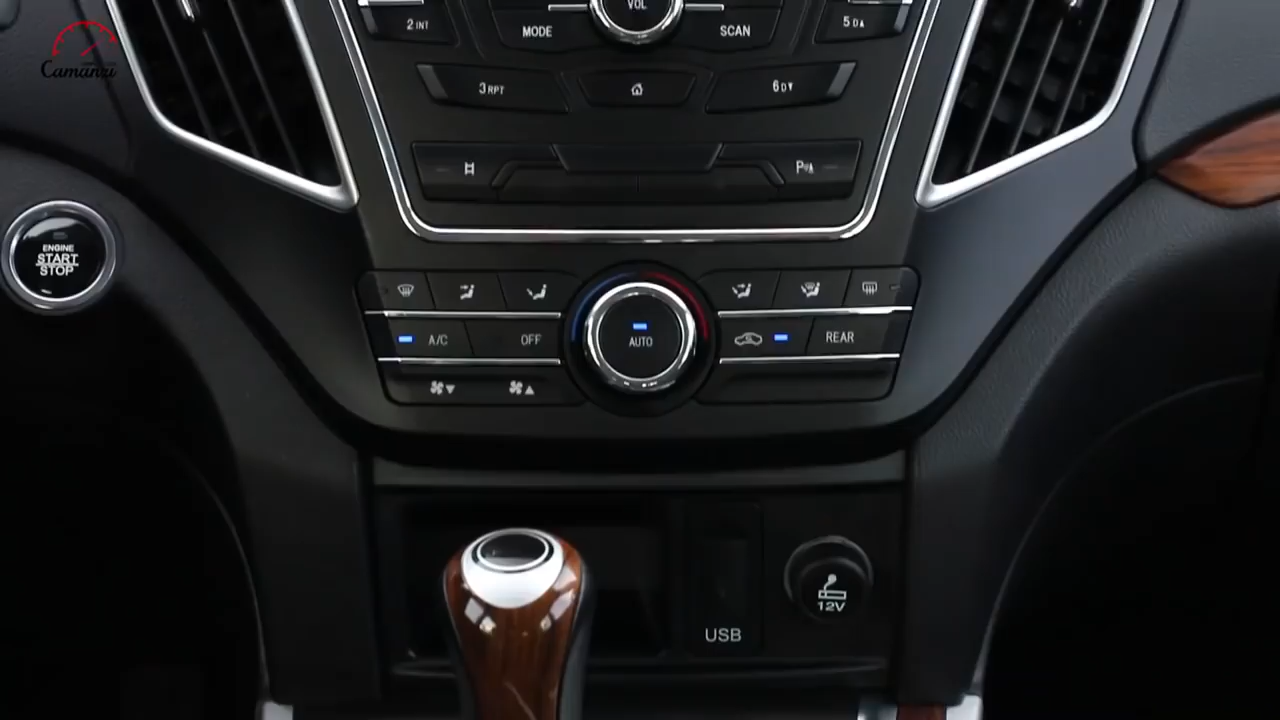 Camanzi
VOL
2 INT
MODE
SCAN
5
3 RPT
6
P
ENGINE
START
STOP
A/C
OFF
AUTO
REAR
USB
12V